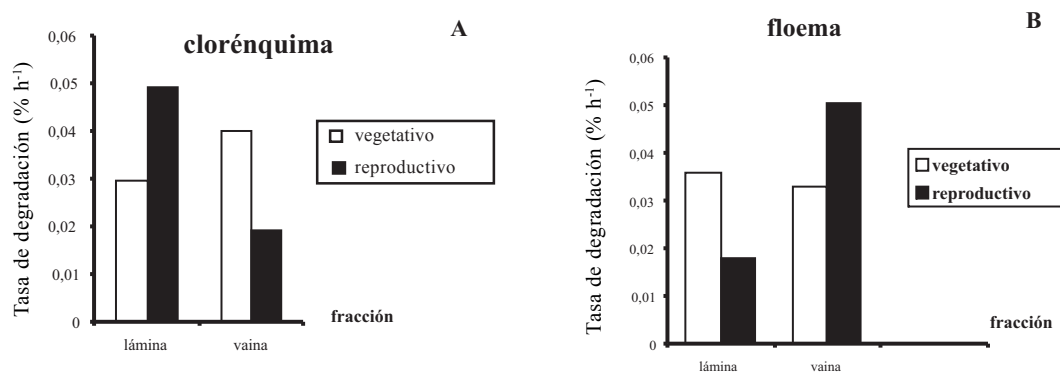 A
clorénquima
Tasa de degradación (% h-1)
0,06
0,05
0,04
0,03
0,02
0,01
0
vegetativo
reproductivo
fracción
lámina vaina
B
floema
Tasa de degradación (% h-1)
0,06
0,05
0,04
0,03
0,02
0,01
0
vegetativo
reproductivo
fracción
lámina vaina